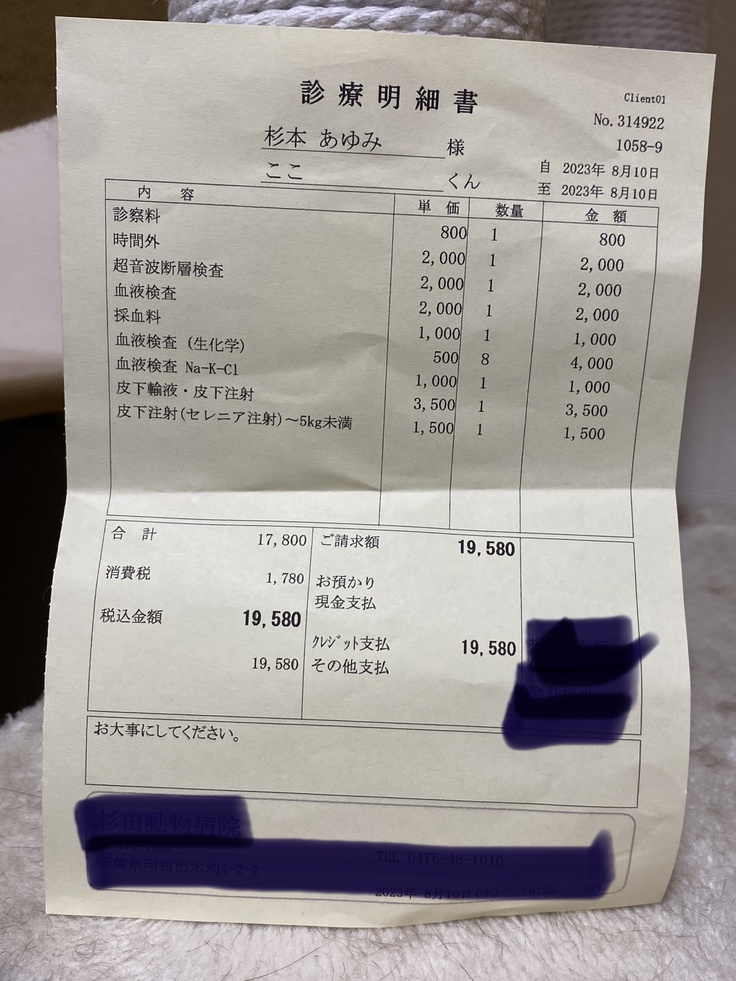 診療明細書
Client01
No.314922
1058-9
杉本 あゆみ 様
ここ くん
自 2023年 8月10日
至 2023年 8月10日
内 容 単 価 数量 金 額
診察料 800 1 800
時間外 2,000 1 2,000
超音波断層検査 2,000 1 2,000
血液検査 2,000 1 2,000
採血料 1,000 1 1,000
血液検査 (生化学) 500 8 4,000
血液検査 Na-K-Cl 1,000 1 1,000
皮下輸液・皮下注射 3,500 1 3,500
皮下注射(セレニア注射)～5kg未満 1,500 1 1,500
合 計 17,800 ご請求額 19,580
消費税 1,780 お預かり
現金支払
税込金額 19,580
クレジット支払 19,580
19,580 その他支払
お大事にしてください。